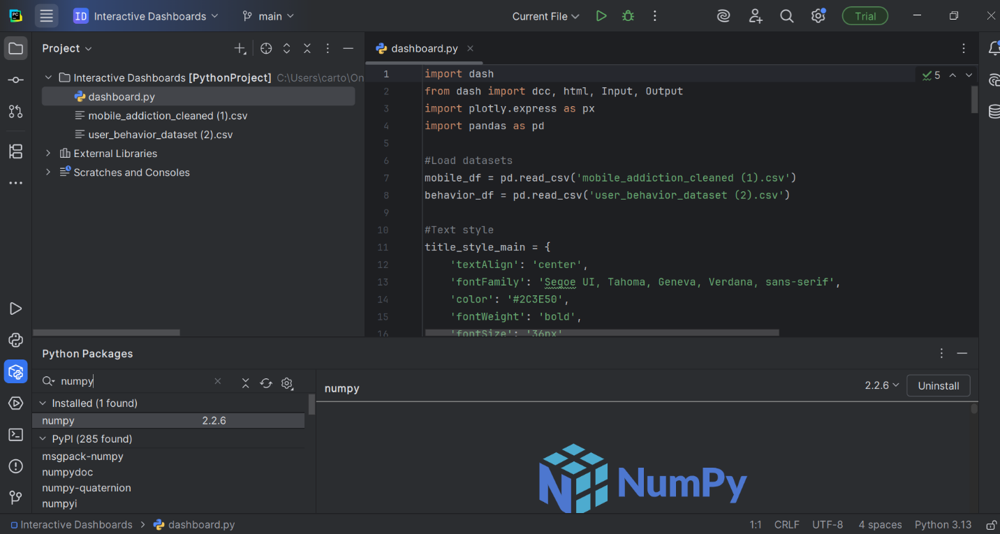 PC
ID Interactive Dashboards main Current File Trial
Project
Interactive Dashboards [PythonProject] C:\Users\carto\On
dashboard.py
mobile_addiction_cleaned (1).csv
user_behavior_dataset (2).csv
External Libraries
Scratches and Consoles
dashboard.py
5
1 import dash
2 from dash import dcc, html, Input, Output
3 import plotly.express as px
4 import pandas as pd
5
6 #Load datasets
7 mobile_df = pd.read_csv('mobile_addiction_cleaned (1).csv')
8 behavior_df = pd.read_csv('user_behavior_dataset (2).csv')
9
10 #Text style
11 title_style_main = {
12 'textAlign': 'center',
13 'fontFamily': 'Segoe UI, Tahoma, Geneva, Verdana, sans-serif',
14 'color': '#2C3E50',
15 'fontWeight': 'bold',
16 'fontSize': '36px'
Python Packages
numpy
Installed (1 found)
numpy 2.2.6
PyPI (285 found)
msgpack-numpy
numpydoc
numpy-quaternion
numpyi
numpy 2.2.6 Uninstall
NumPy
Interactive Dashboards > dashboard.py 1:1 CRLF UTF-8 4 spaces Python 3.13